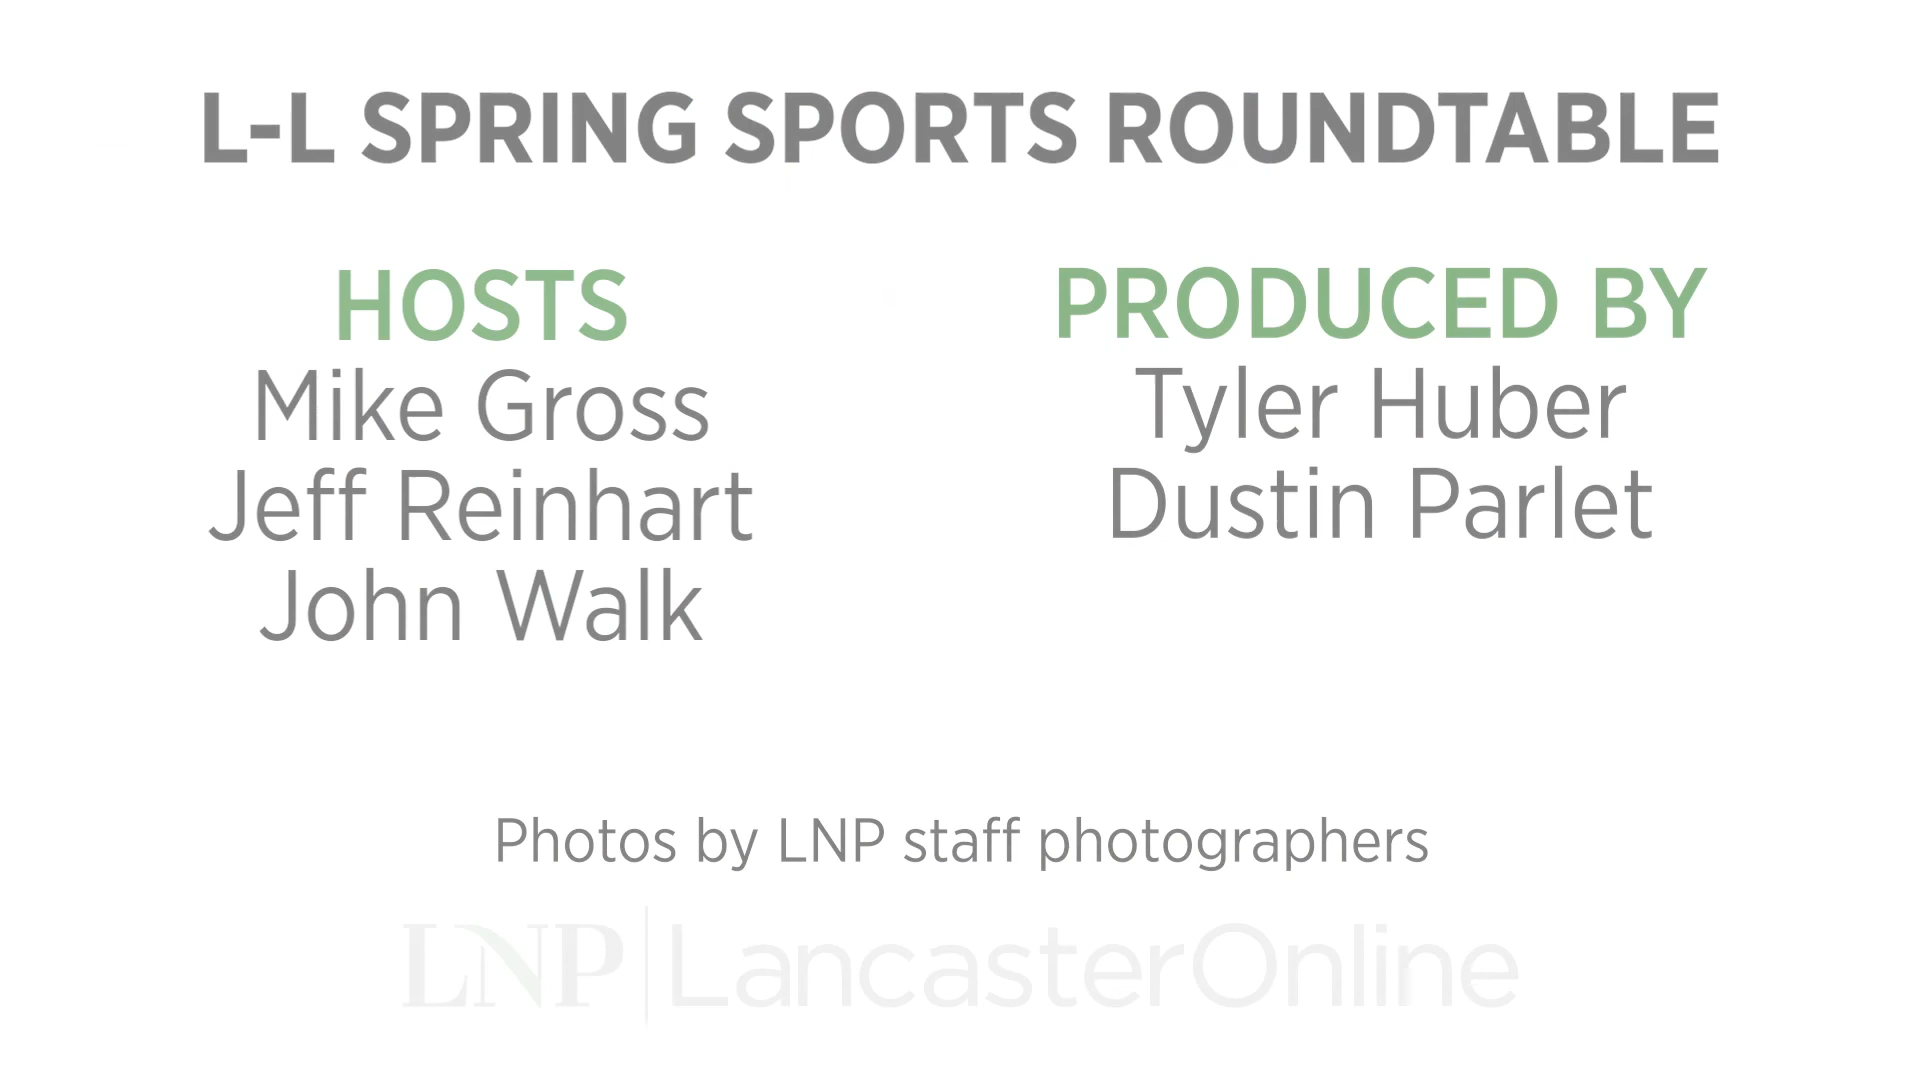 L-L SPRING SPORTS ROUNDTABLE
HOSTS
Mike Gross
Jeff Reinhart
John Walk
PRODUCED BY
Tyler Huber
Dustin Parlet
Photos by LNP staff photographers
LNP | LancasterOnline